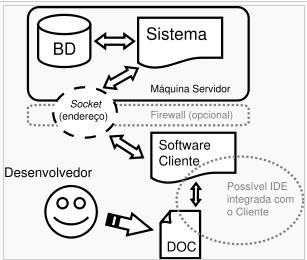 BD
Sistema
Máquina Servidor
Socket
(endereço)
Firewall (opcional)
Software
Cliente
Desenvolvedor
Possível IDE
integrada com
o Cliente
DOC